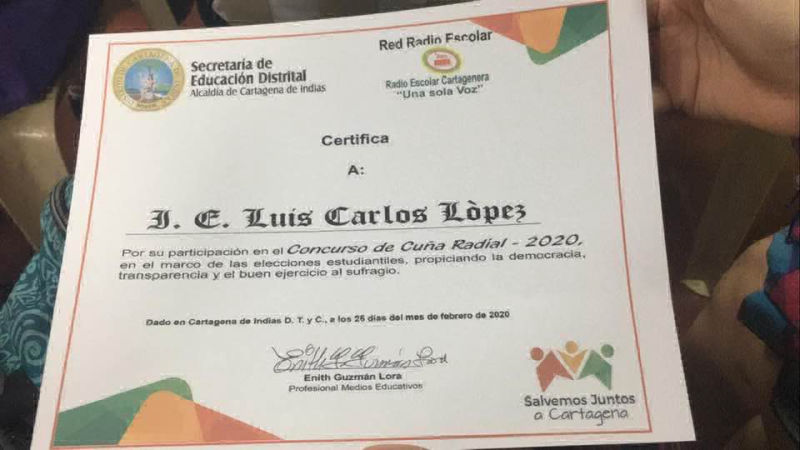 Secretaría de
Educación Distrital
Alcaldía de Cartagena de Indias
Red Radio Escolar
Radio Escolar Cartagenera
"Una sola Voz"
Certifica
A:
I. E. Luis Carlos Lòpez
Por su participación en el Concurso de Cuña Radial - 2020,
en el marco de las elecciones estudiantiles, propiciando la democracia,
transparencia y el buen ejercicio al sufragio.
Dado en Cartagena de Indias D. T. y C., a los 26 días del mes de febrero de 2020
Enith Guzmán Lora
Profesional Medios Educativos
Salvemos Juntos
a Cartagena